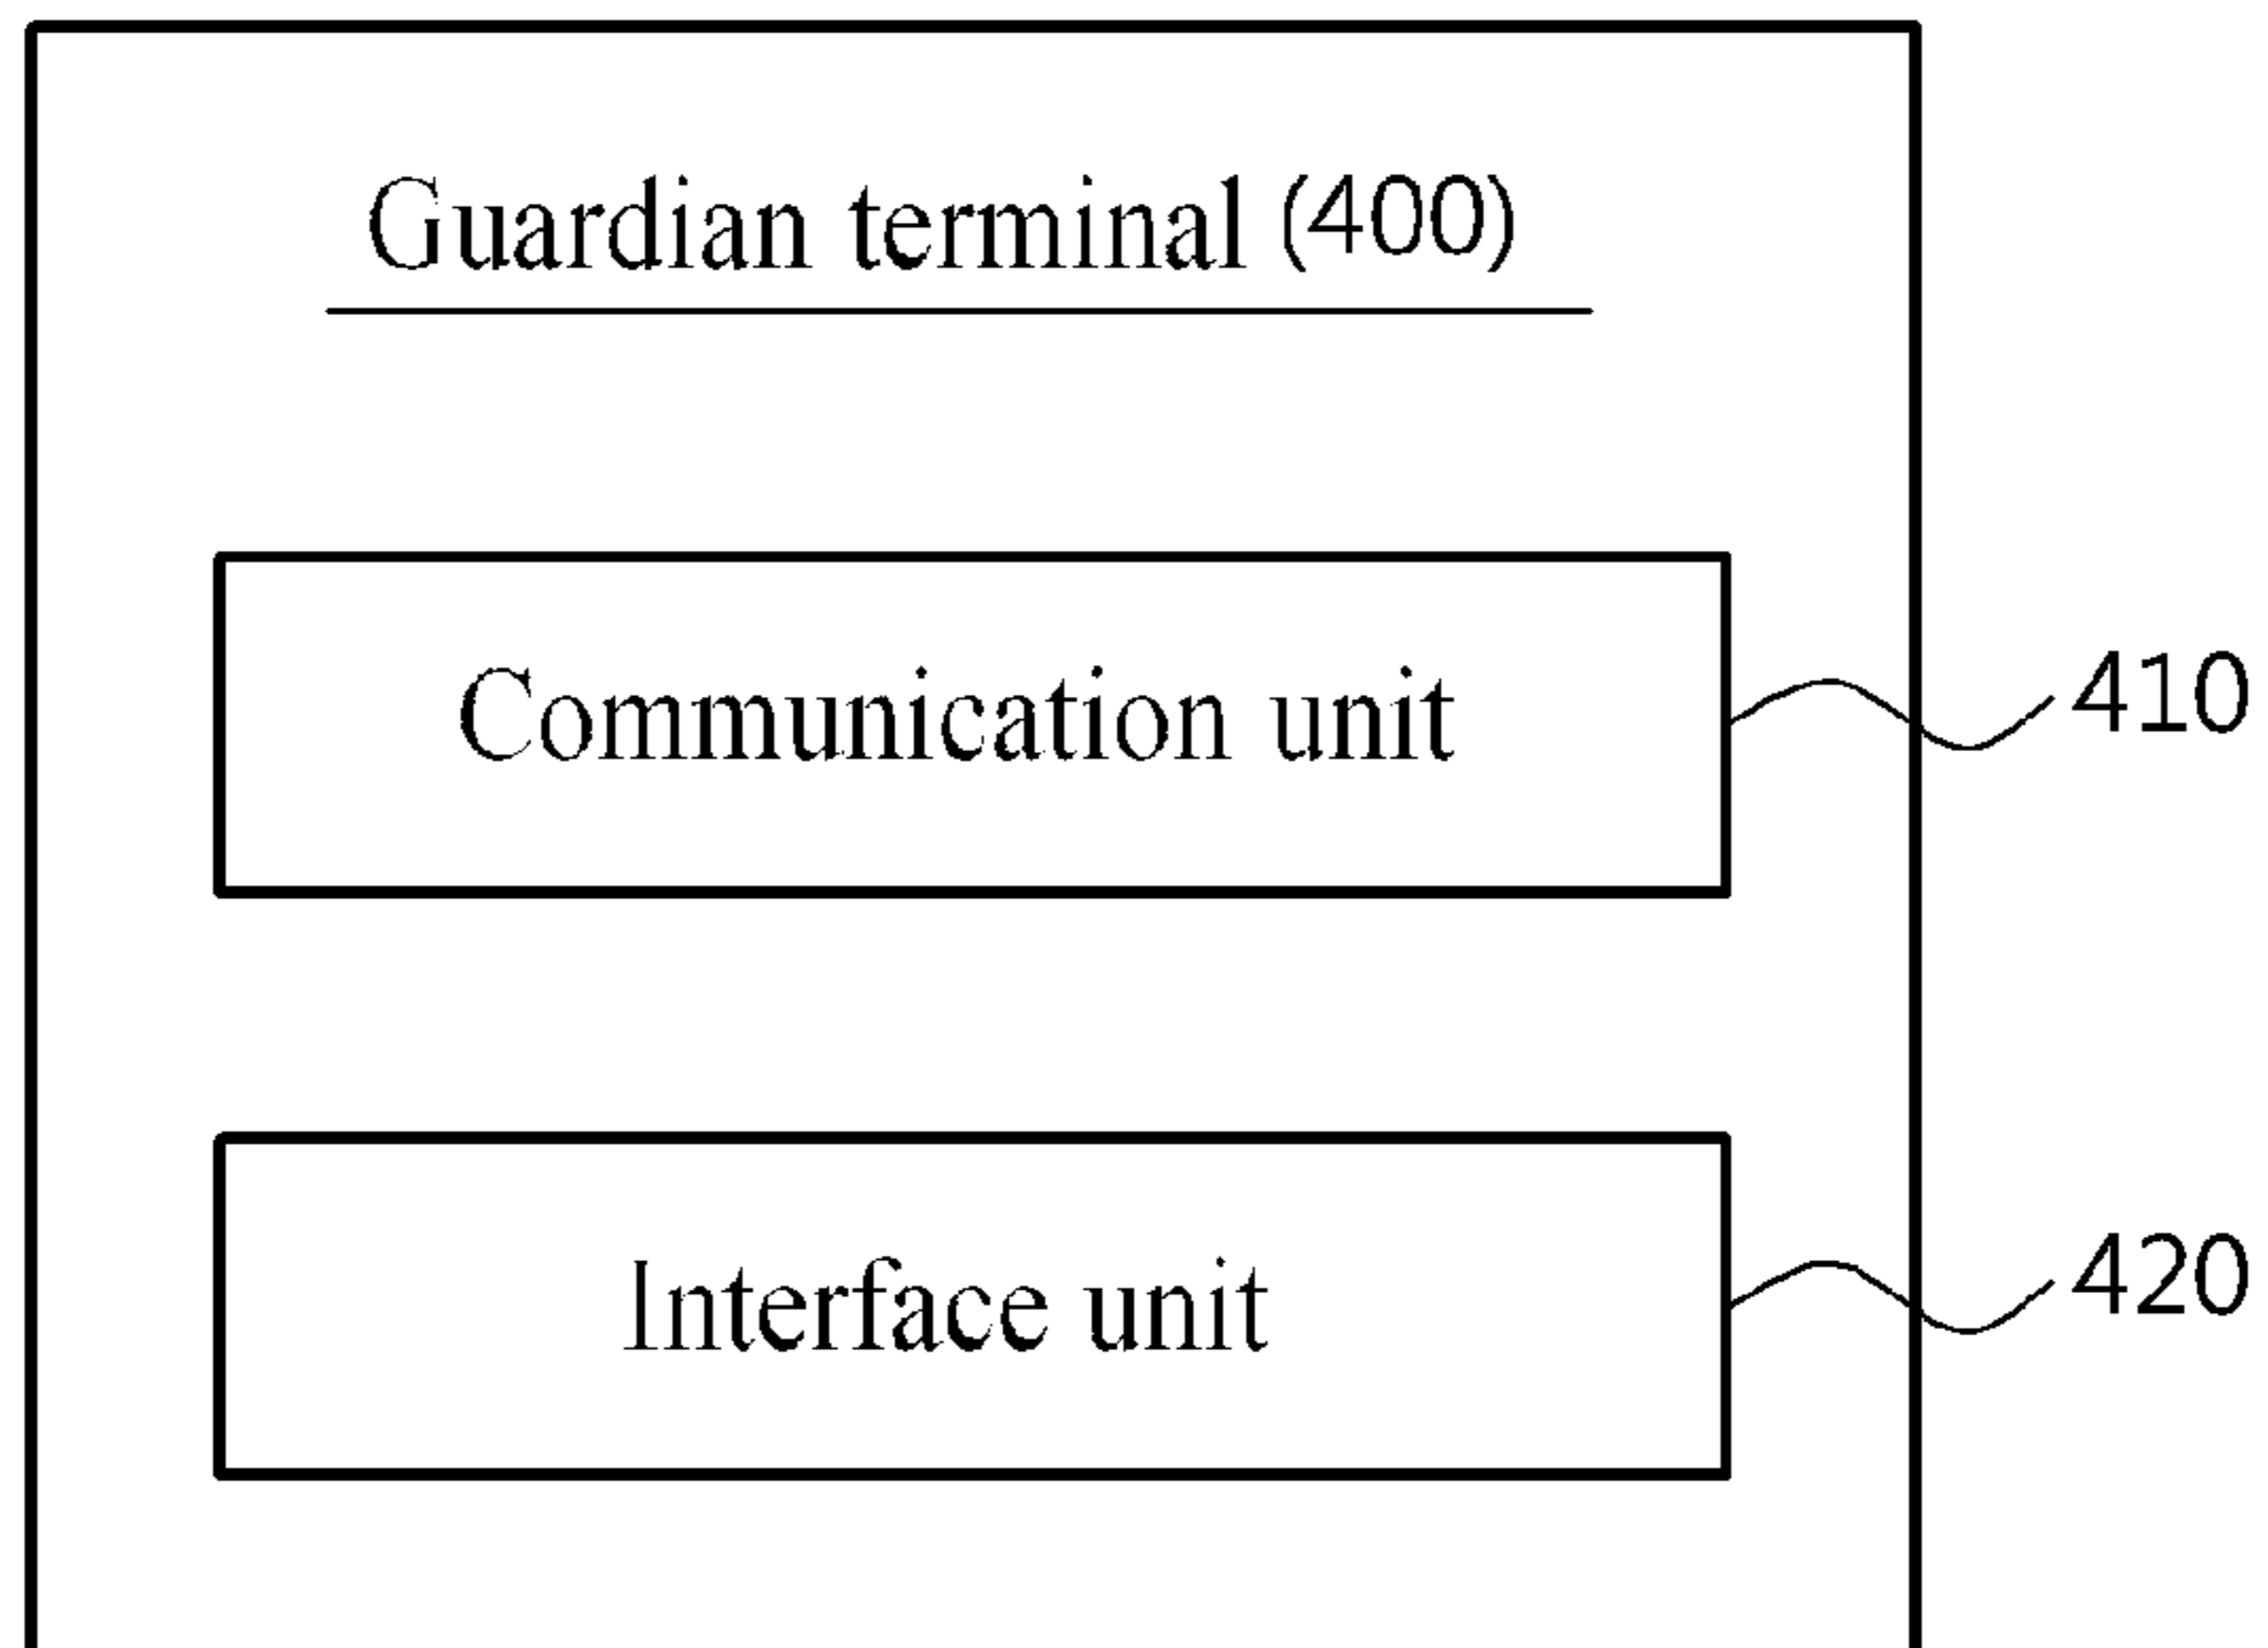 Guardian terminal (400)
Communication unit
410
Interface unit
420